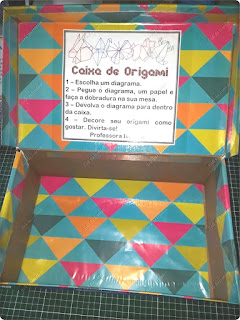 Caixa de Origami
1 – Escolha um diagrama.
2 – Pegue o diagrama, um papel e
faça a dobradura na sua mesa.
3 – Devolva o diagrama para dentro
da caixa.
4 – Decore seu origami como
gostar. Divirta-se!
Professora